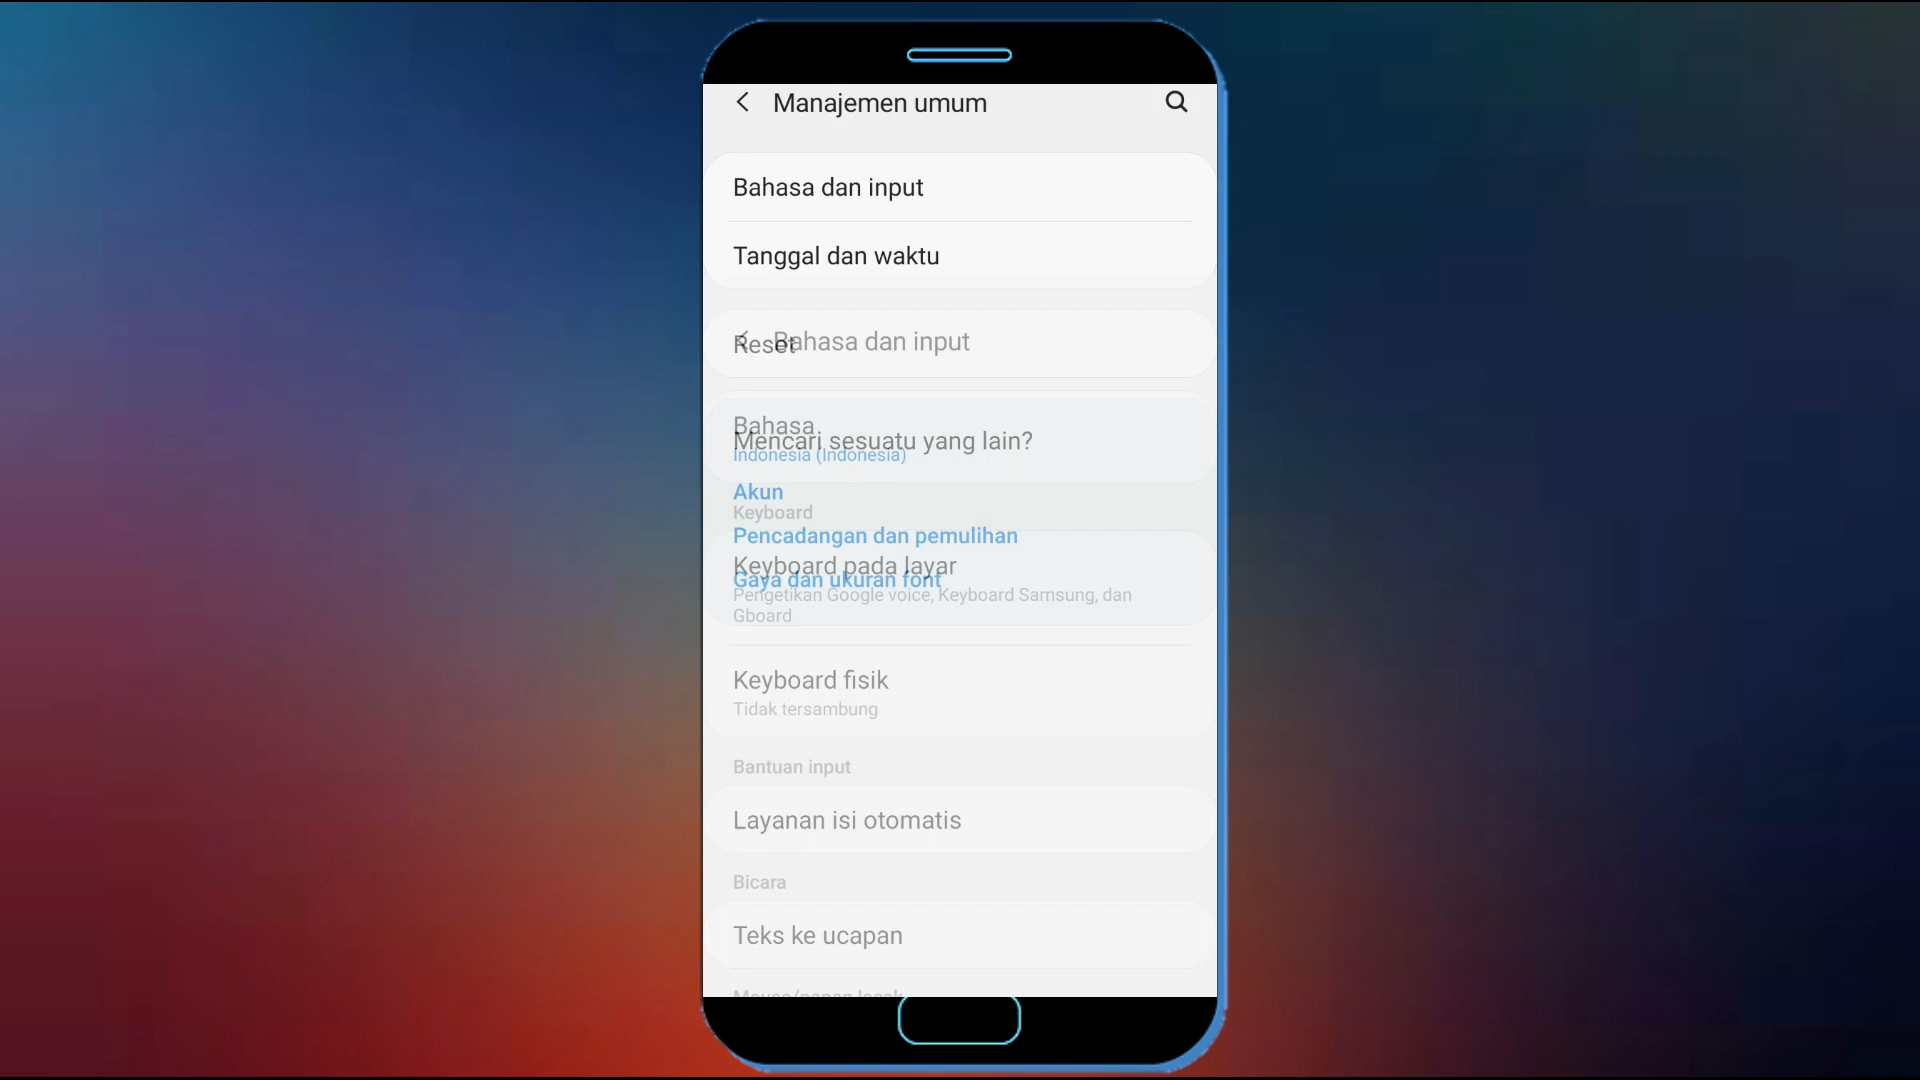 Manajemen umum
Bahasa dan input
Tanggal dan waktu
Reset
Bahasa dan input
Bahasa
Mencari sesuatu yang lain?
Indonesia (Indonesia)
Akun
Keyboard
Pencadangan dan pemulihan
Keyboard pada layar
Gaya dan ukuran font
Pengetikan Google voice, Keyboard Samsung, dan
Gboard
Keyboard fisik
Tidak tersambung
Bantuan input
Layanan isi otomatis
Bicara
Teks ke ucapan